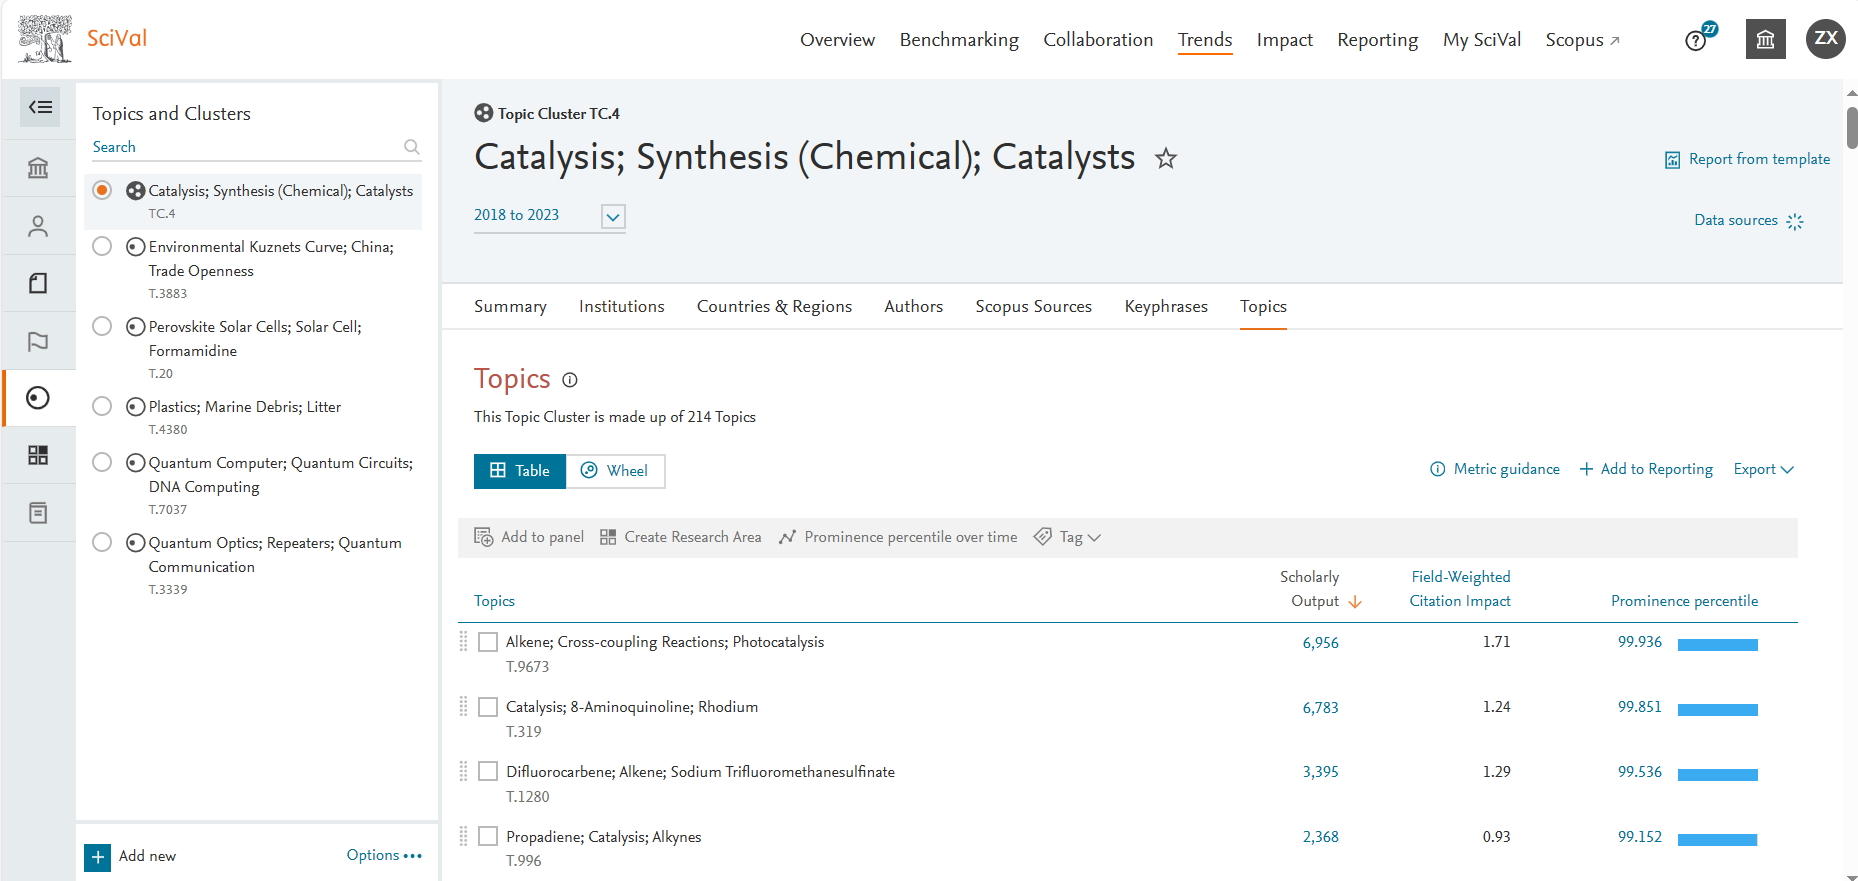 SciVal
Overview Benchmarking Collaboration Trends Impact Reporting My SciVal Scopus ↗
27
ZX
Topics and Clusters
Search
Catalysis; Synthesis (Chemical); Catalysts
TC.4
Environmental Kuznets Curve; China;
Trade Openness
T.3883
Perovskite Solar Cells; Solar Cell;
Formamidine
T.20
Plastics; Marine Debris; Litter
T.4380
Quantum Computer; Quantum Circuits;
DNA Computing
T.7037
Quantum Optics; Repeaters; Quantum
Communication
T.3339
Add new
Options •••
Topic Cluster TC.4
Catalysis; Synthesis (Chemical); Catalysts
Report from template
2018 to 2023
Data sources
Summary Institutions Countries & Regions Authors Scopus Sources Keyphrases Topics
Topics
This Topic Cluster is made up of 214 Topics
Table Wheel
Metric guidance + Add to Reporting Export
Add to panel Create Research Area Prominence percentile over time Tag
Topics
Scholarly
Output
Field-Weighted
Citation Impact
Prominence percentile
Alkene; Cross-coupling Reactions; Photocatalysis 6,956 1.71 99.936
T.9673
Catalysis; 8-Aminoquinoline; Rhodium 6,783 1.24 99.851
T.319
Difluorocarbene; Alkene; Sodium Trifluoromethanesulfinate 3,395 1.29 99.536
T.1280
Propadiene; Catalysis; Alkynes 2,368 0.93 99.152
T.996